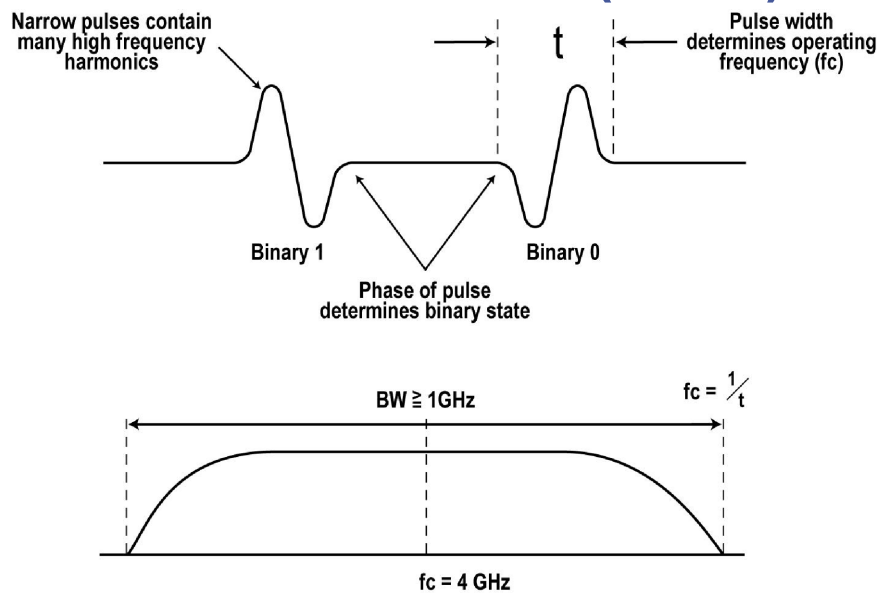 Narrow pulses contain
many high frequency
harmonics
t
Pulse width
determines operating
frequency (fc)
Binary 1
Binary 0
Phase of pulse
determines binary state
BW ≧ 1GHz
fc = 1/t
fc = 4 GHz